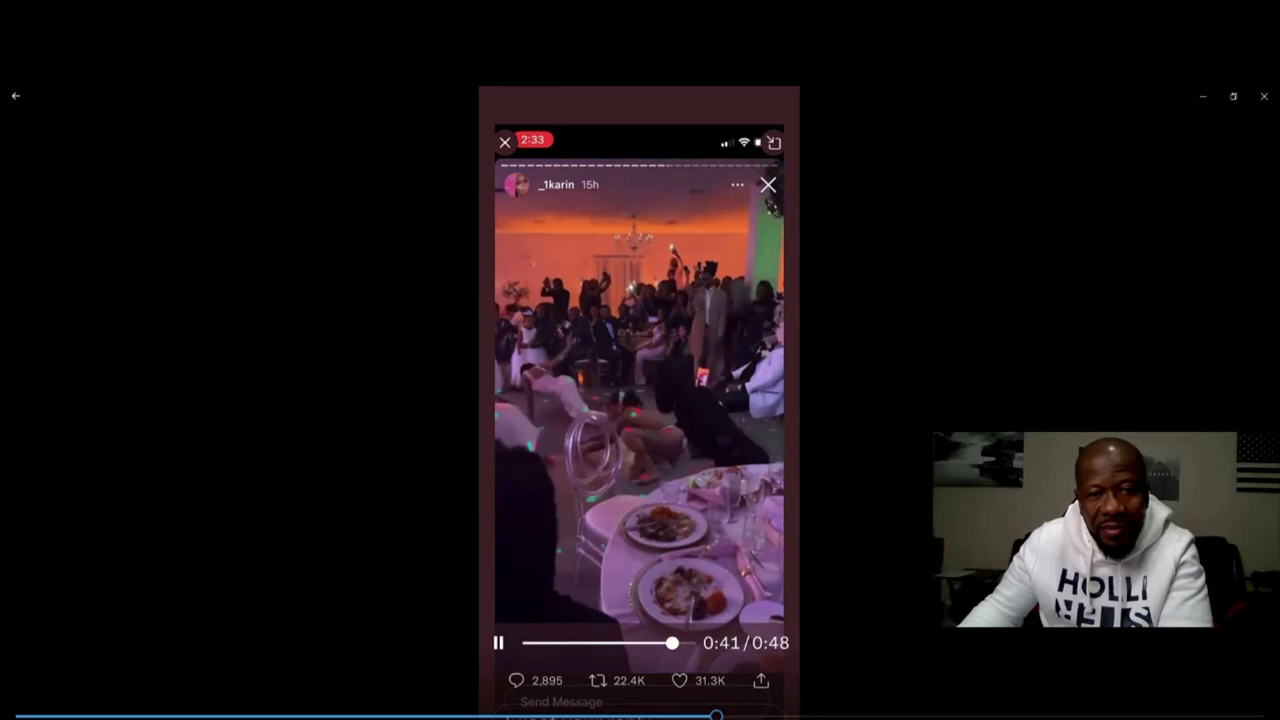 2:33
_1karin 15h
0:41/0:48
2,895 22.4K 31.3K
Send Message
HOLLI